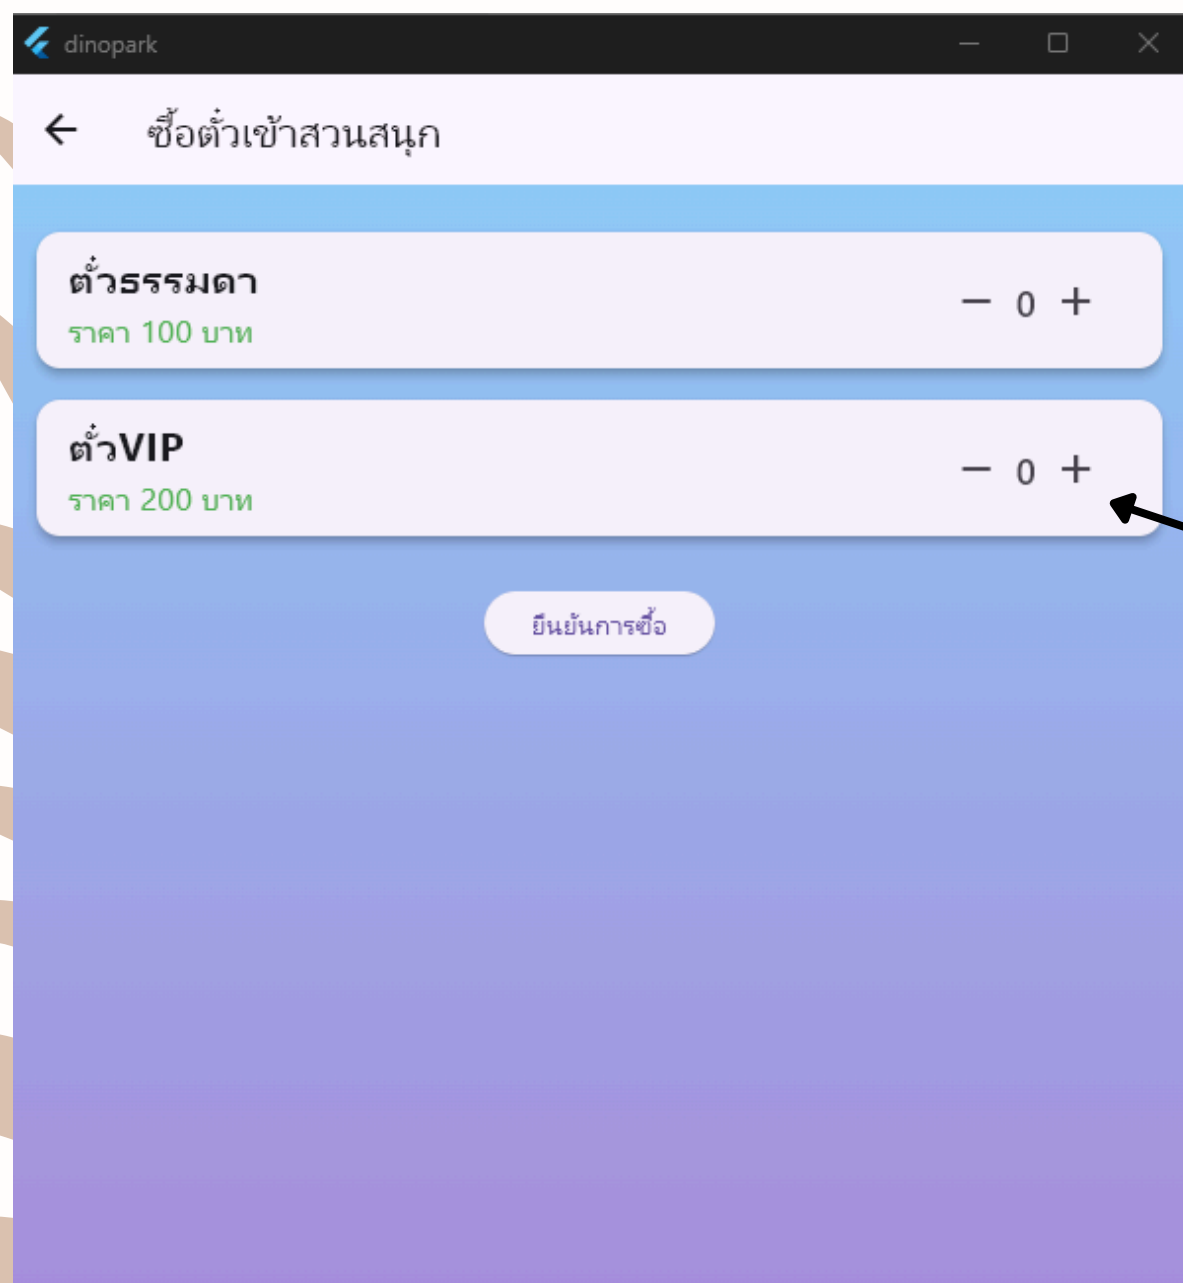 dinopark
ซื้อตั๋วเข้าสวนสนุก
ตั๋วธรรมดา
ราคา 100 บาท
0
ตั๋วVIP
ราคา 200 บาท
0
ยืนยันการซื้อ